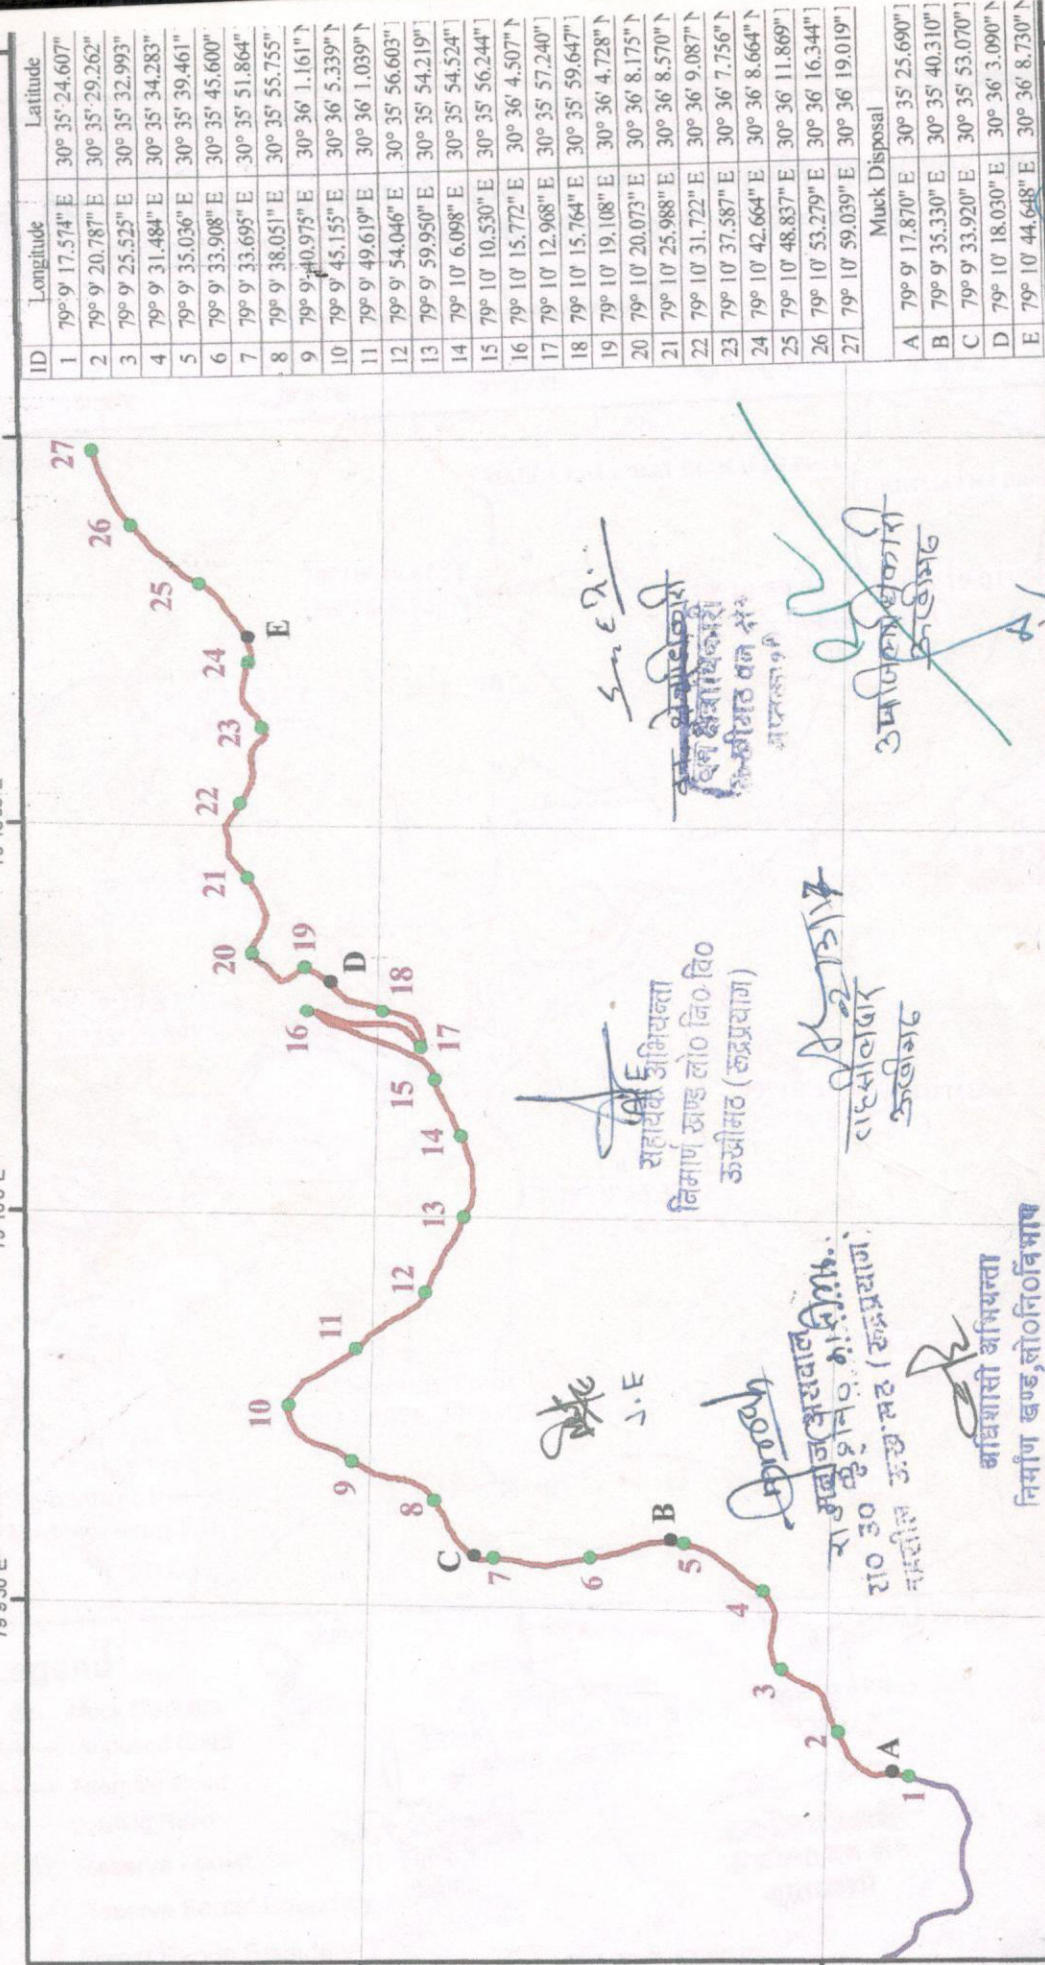 ID Longitude Latitude
1 79° 9' 17.574" E 30° 35' 24.607"
2 79° 9' 20.787" E 30° 35' 29.262"
3 79° 9' 25.525" E 30° 35' 32.993"
4 79° 9' 31.484" E 30° 35' 34.283"
5 79° 9' 35.036" E 30° 35' 39.461"
6 79° 9' 33.908" E 30° 35' 45.600"
7 79° 9' 33.695" E 30° 35' 51.864"
8 79° 9' 38.051" E 30° 35' 55.755"
9 79° 9' 40.975" E 30° 36' 1.161" N
10 79° 9' 45.155" E 30° 36' 5.339" N
11 79° 9' 49.619" E 30° 36' 1.039" N
12 79° 9' 54.046" E 30° 35' 56.603"
13 79° 9' 59.950" E 30° 35' 54.219"
14 79° 10' 6.098" E 30° 35' 54.524"
15 79° 10' 10.530" E 30° 35' 56.244"
16 79° 10' 15.772" E 30° 36' 4.507" N
17 79° 10' 12.968" E 30° 35' 57.240"
18 79° 10' 15.764" E 30° 35' 59.647"
19 79° 10' 19.108" E 30° 36' 4.728" N
20 79° 10' 20.073" E 30° 36' 8.175" N
21 79° 10' 25.988" E 30° 36' 8.570" N
22 79° 10' 31.722" E 30° 36' 9.087" N
23 79° 10' 37.587" E 30° 36' 7.756" N
24 79° 10' 42.664" E 30° 36' 8.664" N
25 79° 10' 48.837" E 30° 36' 11.869"
26 79° 10' 53.279" E 30° 36' 16.344"
27 79° 10' 59.039" E 30° 36' 19.019"
Muck Disposal
A 79° 9' 17.870" E 30° 35' 25.690"
B 79° 9' 35.330" E 30° 35' 40.310"
C 79° 9' 33.920" E 30° 35' 53.070"
D 79° 10' 18.030" E 30° 36' 3.090" N
E 79° 10' 44.648" E 30° 36' 8.730" N
27
26
25
E
24
23
22
21
20
19
D
18
16
17
15
14
13
12
11
10
9
8
C
7
6
B
5
4
3
2
A
1
J.E
AE
सहायक अभियन्ता
निर्माण खण्ड लो० नि० वि०
ऊखीमठ (रुद्रप्रयाग)
वन क्षेत्राधिकारी
उपजिलाधिकारी
ऊखीमठ
तहसीलदार
ऊखीमठ
अधिशासी अभियन्ता
निर्माण खण्ड, लो०नि०विभाग